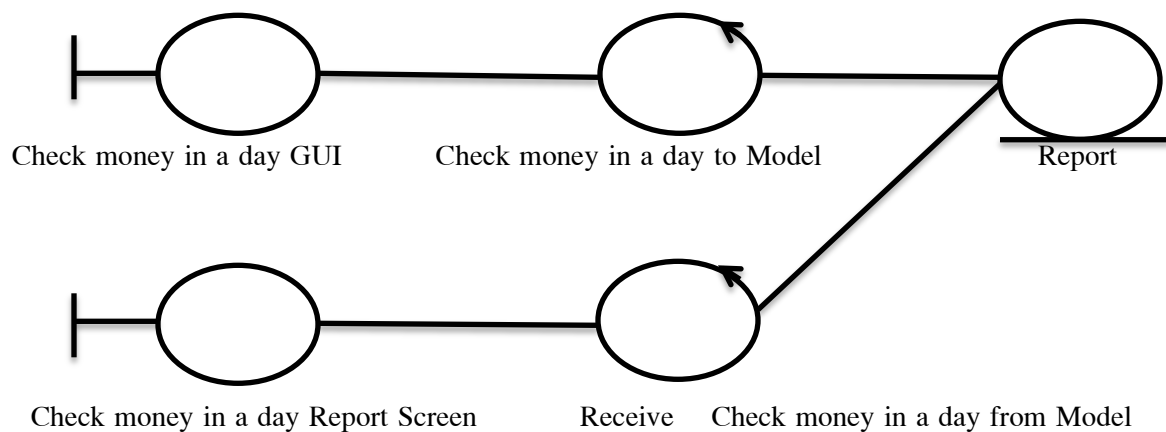 Check money in a day GUI
Check money in a day to Model
Report
Check money in a day Report Screen
Receive Check money in a day from Model